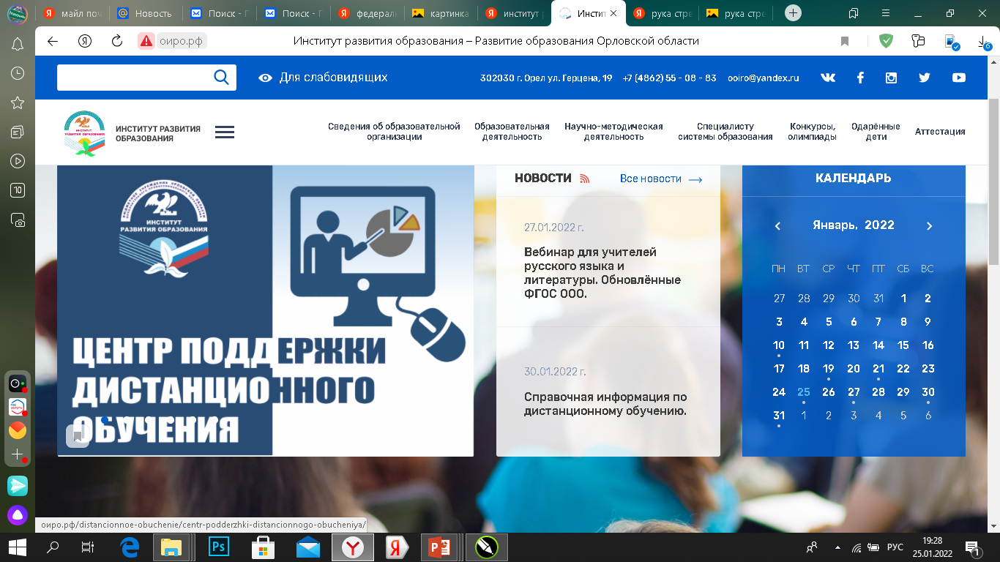 майл поч
Новость
Поиск - Г
Поиск - Г
федераль
картинка
институт р
Инстит
рука стре
рука стре
оиро.рф
Институт развития образования – Развитие образования Орловской области
6
Для слабовидящих
302030 г. Орел ул. Герцена, 19
+7 (4862) 55 - 08 - 83
ooiro@yandex.ru
ИНСТИТУТ РАЗВИТИЯ
ОБРАЗОВАНИЯ
Сведения об образовательной
организации
Образовательная
деятельность
Научно-методическая
деятельность
Специалисту
системы образования
Конкурсы,
олимпиады
Одарённые
дети
Аттестация
10
ИНСТИТУТ
РАЗВИТИЯ ОБРАЗОВАНИЯ
ЦЕНТР ПОДДЕРЖКИ
ДИСТАНЦИОННОГО
ОБУЧЕНИЯ
НОВОСТИ
Все новости
27.01.2022 г.
Вебинар для учителей
русского языка и
литературы. Обновлённые
ФГОС ООО.
30.01.2022 г.
Справочная информация по
дистанционному обучению.
КАЛЕНДАРЬ
Январь, 2022
ПН ВТ СР ЧТ ПТ СБ ВС
27 28 29 30 31 1 2
3 4 5 6 7 8 9
10 11 12 13 14 15 16
17 18 19 20 21 22 23
24 25 26 27 28 29 30
31 1 2 3 4 5 6
оиро.рф/distancionnoe-obuchenie/centr-podderzhki-distancionnogo-obucheniya/
Ps
РУС
19:28
25.01.2022
1